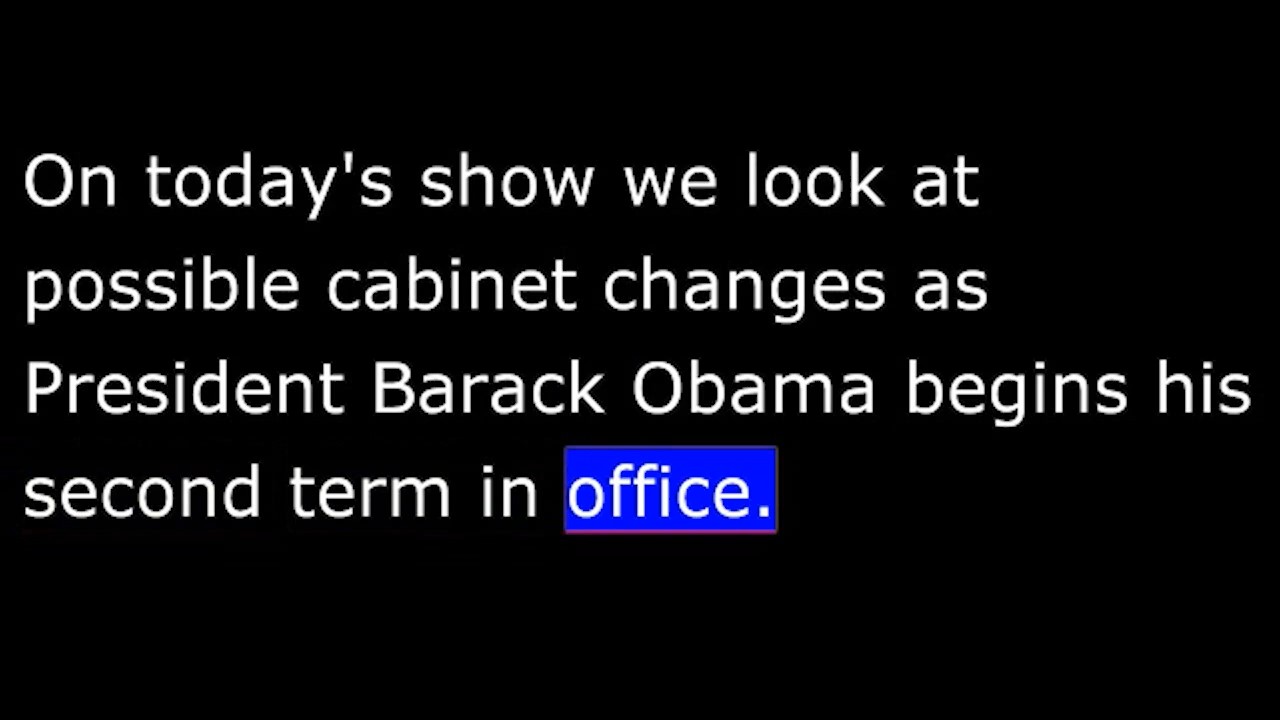 On today's show we look at
possible cabinet changes as
President Barack Obama begins his
second term in office.